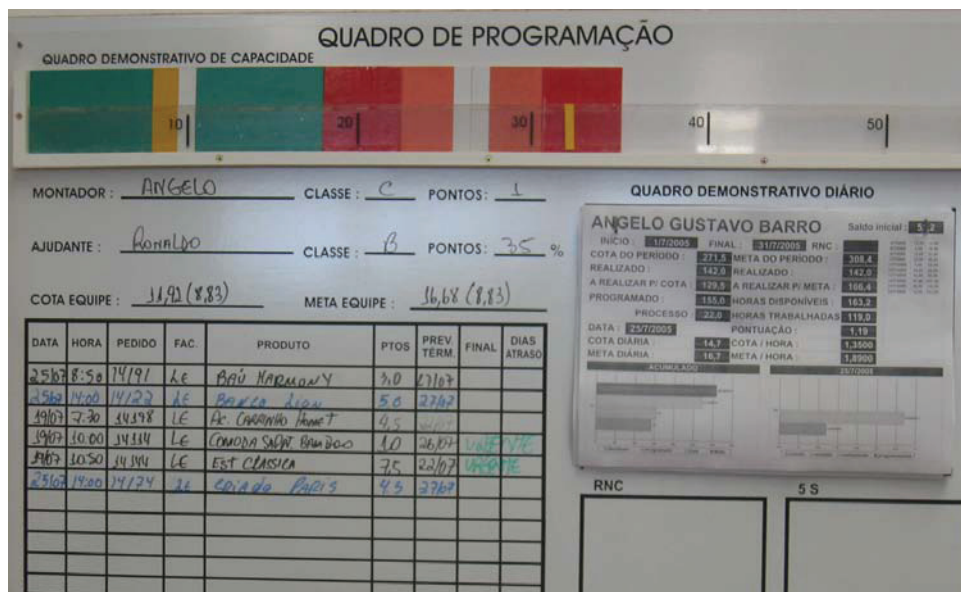 QUADRO DE PROGRAMAÇÃO
QUADRO DEMONSTRATIVO DE CAPACIDADE
10 20 30 40 50
MONTADOR : ANGELO CLASSE : C PONTOS : 1
AJUDANTE : RONALDO CLASSE : B PONTOS : 35 %
COTA EQUIPE : 11,92 (8,83) META EQUIPE : 16,68 (8,83)
DATA HORA PEDIDO FAC. PRODUTO PTOS PREV. TÉRM. FINAL DIAS ATRASO
25/07 8:50 14191 LE BAÚ HARMONY 3,0 27/07
25/07 14:00 14122 LE BANCO LION 5.0 27/07
19/07 7:30 14198 LE AC. CARRINHO 4,5
19/07 10:00 14114 LE COMODA BAMBOO 1,0 26/07
19/07 10:50 14144 LE EST CLASSICA 7,5 22/07 URGENTE
25/07 14:00 14174 LE CRIADO PARIS 4.5 27/07
QUADRO DEMONSTRATIVO DIÁRIO
ANGELO GUSTAVO BARRO Saldo inicial :
INÍCIO : 1/7/2005 FINAL : 31/7/2005 RNC :
COTA DO PERÍODO : 271,5 META DO PERÍODO : 308,4
REALIZADO : 142,0 REALIZADO : 142,0
A REALIZAR P/ COTA : 129,5 A REALIZAR P/ META : 166,4
PROGRAMADO : 155,0 HORAS DISPONÍVEIS : 163,2
PROCESSO : 22,0 HORAS TRABALHADAS 119,0
DATA : 25/7/2005 PONTUAÇÃO : 1,19
COTA DIÁRIA : 14,7 COTA / HORA : 1,3500
META DIÁRIA : 16,7 META / HORA : 1,8900
ACUMULADO 25/7/2005
RNC 5 S